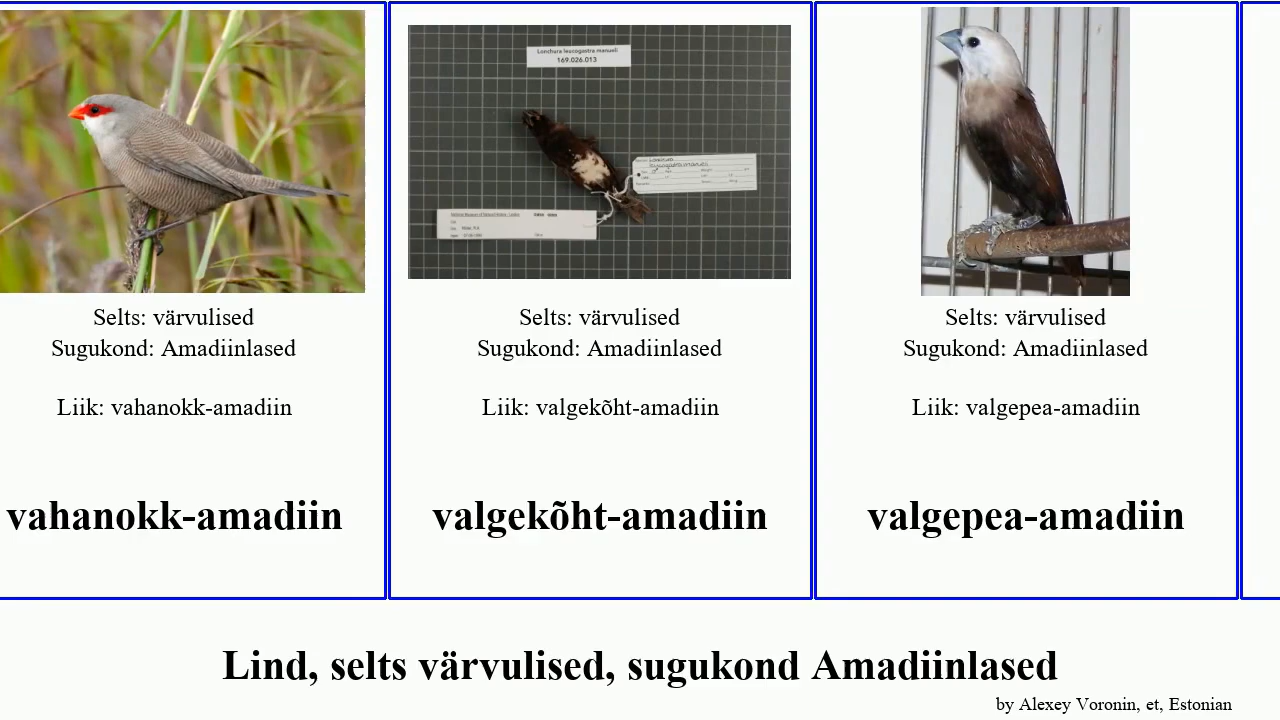 Lonchura leucogastra manueli
169.026.013
Selts: värvulised
Sugukond: Amadiinlased
Liik: vahanokk-amadiin
vahanokk-amadiin
Selts: värvulised
Sugukond: Amadiinlased
Liik: valgekõht-amadiin
valgekõht-amadiin
Selts: värvulised
Sugukond: Amadiinlased
Liik: valgepea-amadiin
valgepea-amadiin
Lind, selts värvulised, sugukond Amadiinlased
by Alexey Voronin, et, Estonian